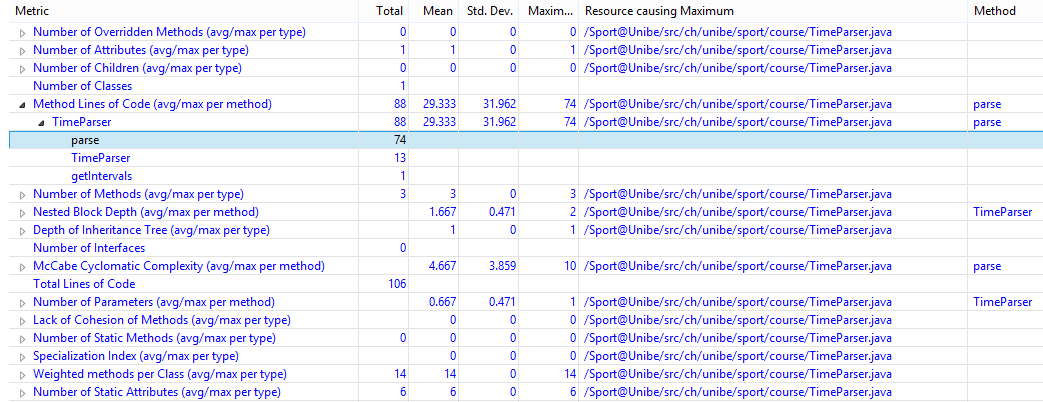 Metric Total Mean Std. Dev. Maxim... Resource causing Maximum Method
Number of Overridden Methods (avg/max per type) 0 0 0 0 /Sport@Unibe/src/ch/unibe/sport/course/TimeParser.java
Number of Attributes (avg/max per type) 1 1 0 1 /Sport@Unibe/src/ch/unibe/sport/course/TimeParser.java
Number of Children (avg/max per type) 0 0 0 0 /Sport@Unibe/src/ch/unibe/sport/course/TimeParser.java
Number of Classes 1
Method Lines of Code (avg/max per method) 88 29.333 31.962 74 /Sport@Unibe/src/ch/unibe/sport/course/TimeParser.java parse
TimeParser 88 29.333 31.962 74 /Sport@Unibe/src/ch/unibe/sport/course/TimeParser.java parse
parse 74
TimeParser 13
getIntervals 1
Number of Methods (avg/max per type) 3 3 0 3 /Sport@Unibe/src/ch/unibe/sport/course/TimeParser.java
Nested Block Depth (avg/max per method) 1.667 0.471 2 /Sport@Unibe/src/ch/unibe/sport/course/TimeParser.java TimeParser
Depth of Inheritance Tree (avg/max per type) 1 0 1 /Sport@Unibe/src/ch/unibe/sport/course/TimeParser.java
Number of Interfaces 0
McCabe Cyclomatic Complexity (avg/max per method) 4.667 3.859 10 /Sport@Unibe/src/ch/unibe/sport/course/TimeParser.java parse
Total Lines of Code 106
Number of Parameters (avg/max per method) 0.667 0.471 1 /Sport@Unibe/src/ch/unibe/sport/course/TimeParser.java TimeParser
Lack of Cohesion of Methods (avg/max per type) 0 0 0 /Sport@Unibe/src/ch/unibe/sport/course/TimeParser.java
Number of Static Methods (avg/max per type) 0 0 0 0 /Sport@Unibe/src/ch/unibe/sport/course/TimeParser.java
Specialization Index (avg/max per type) 0 0 0 /Sport@Unibe/src/ch/unibe/sport/course/TimeParser.java
Weighted methods per Class (avg/max per type) 14 14 0 14 /Sport@Unibe/src/ch/unibe/sport/course/TimeParser.java
Number of Static Attributes (avg/max per type) 6 6 0 6 /Sport@Unibe/src/ch/unibe/sport/course/TimeParser.java